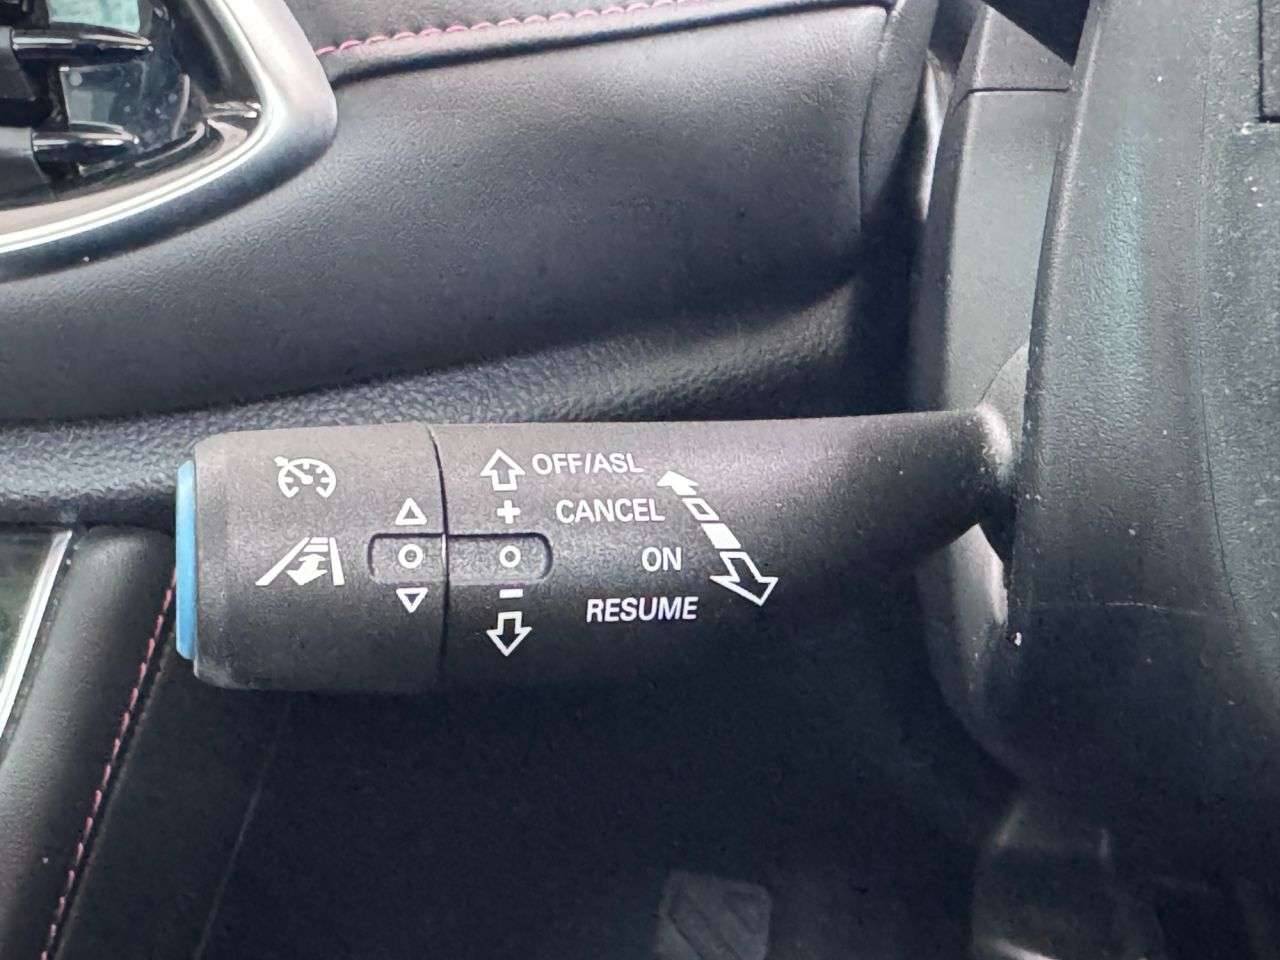 OFF/ASL
+ CANCEL
ON
-
RESUME